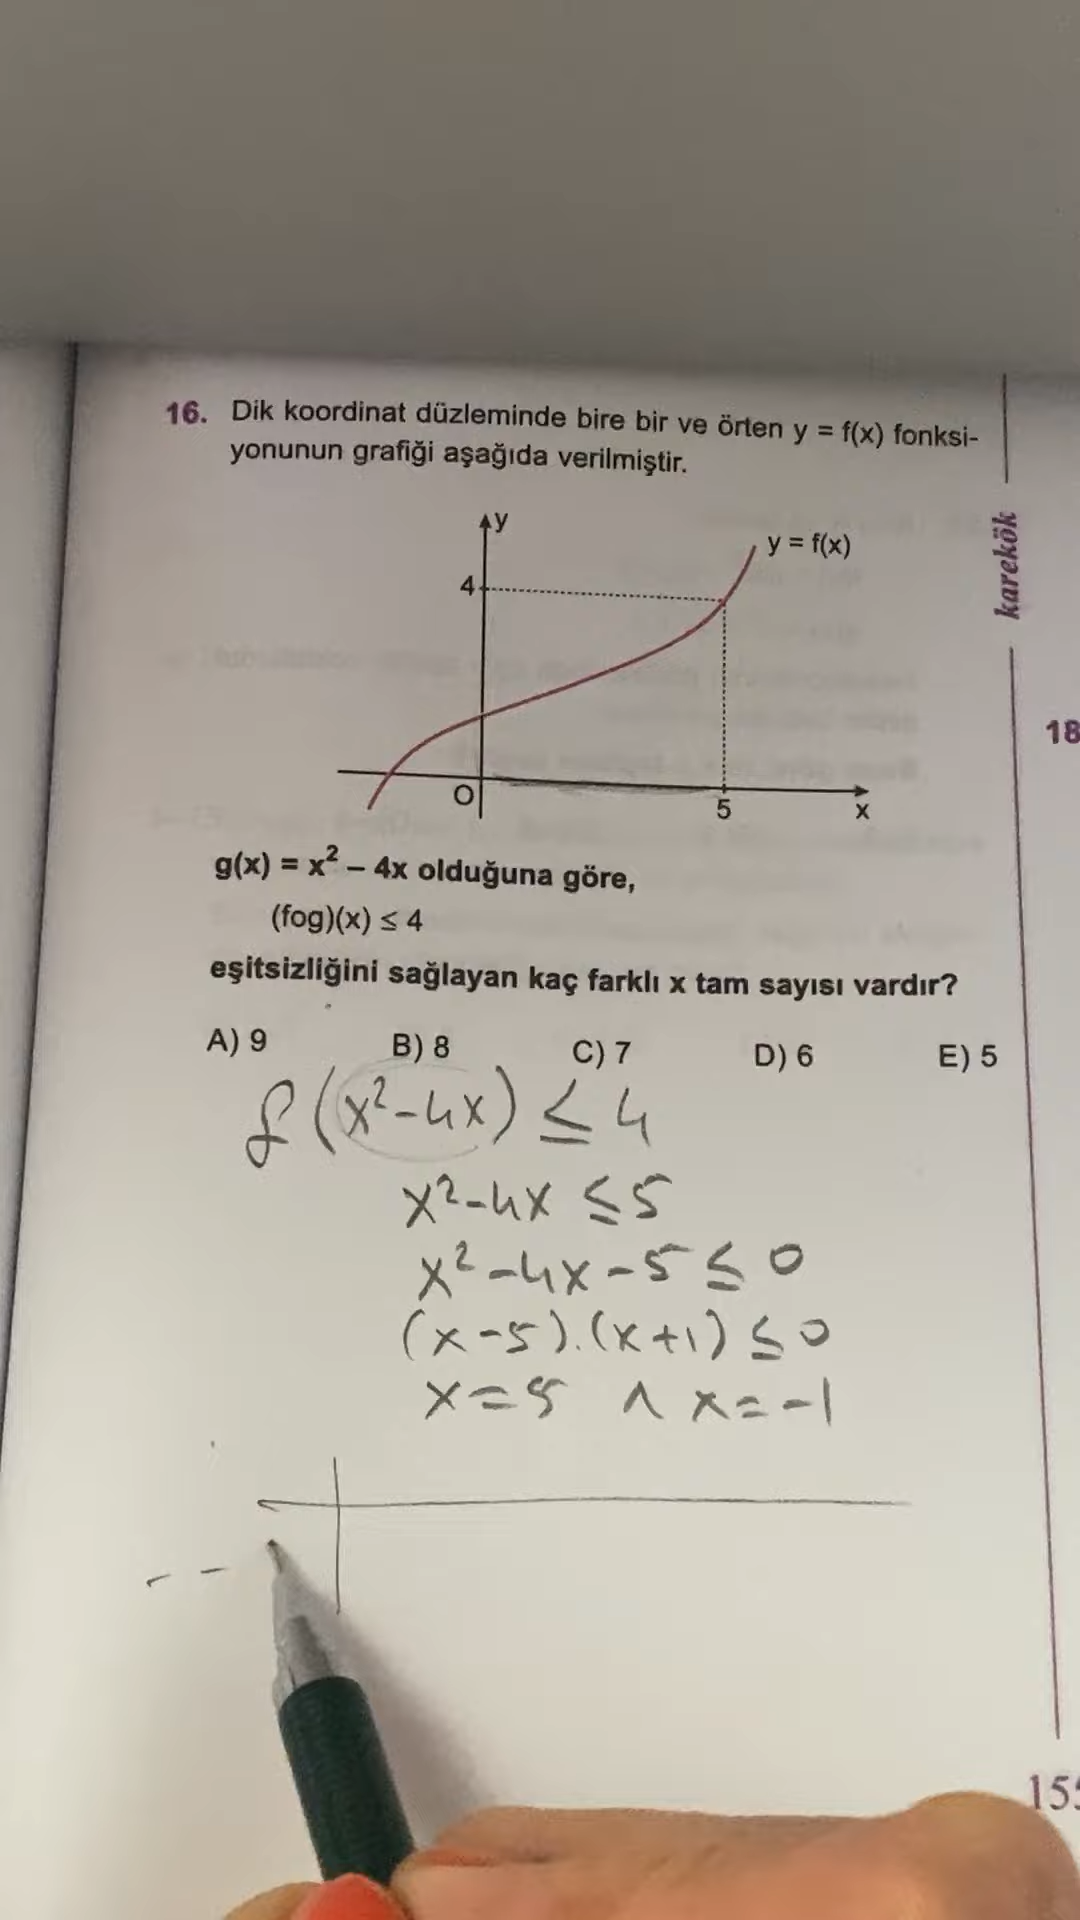 16. Dik koordinat düzleminde bire bir ve örten y = f(x) fonksi-
yonunun grafiği aşağıda verilmiştir.
y
y = f(x)
4
O
5
x
g(x) = x² – 4x olduğuna göre,
(fog)(x) ≤ 4
eşitsizliğini sağlayan kaç farklı x tam sayısı vardır?
A) 9 B) 8 C) 7 D) 6 E) 5
f(x²-4x) ≤ 4
x²-4x ≤ 5
x²-4x-5 ≤ 0
(x-5).(x+1) ≤ 0
x=5 ∧ x=-1
karekök
18
155